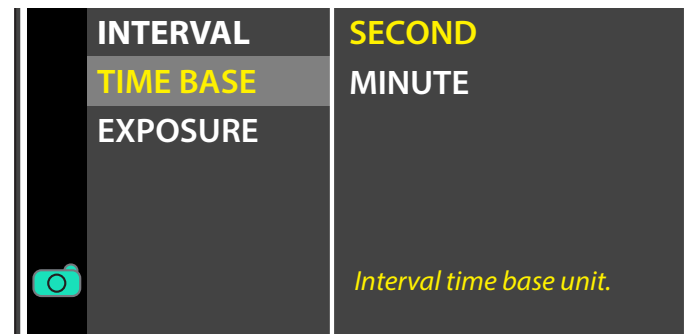 INTERVAL
TIME BASE
EXPOSURE
SECOND
MINUTE
Interval time base unit.